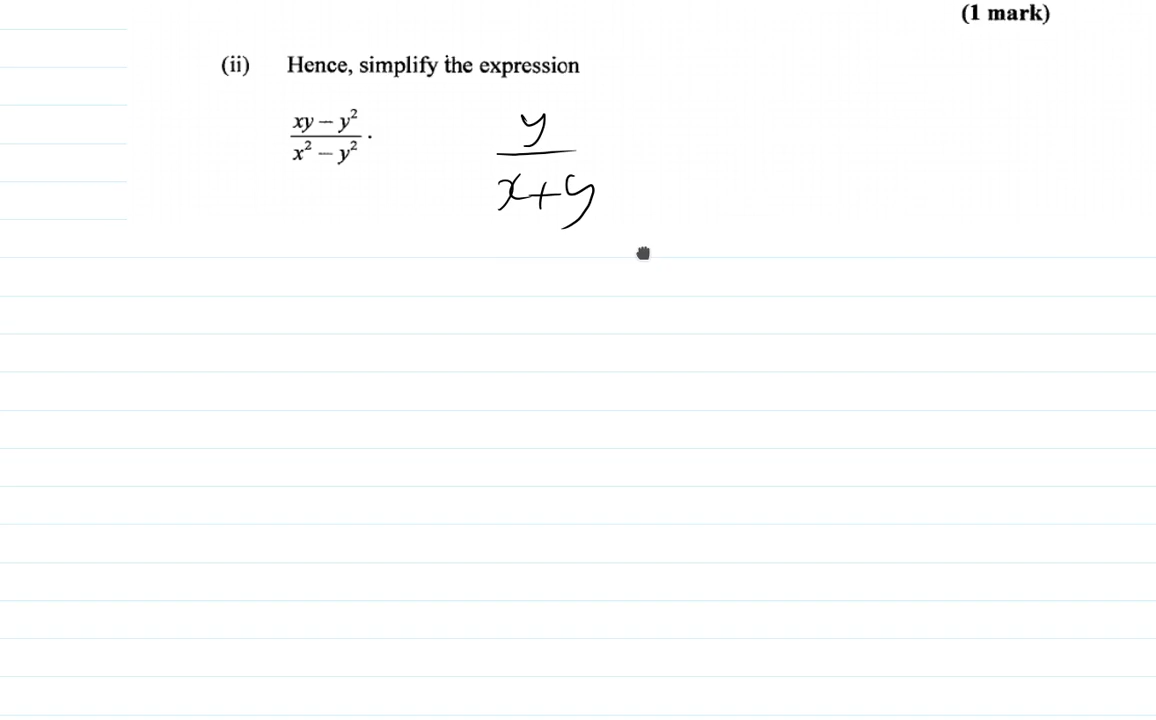 (1 mark)
(ii) Hence, simplify the expression
xy − y²
x² − y² .
y
x+y